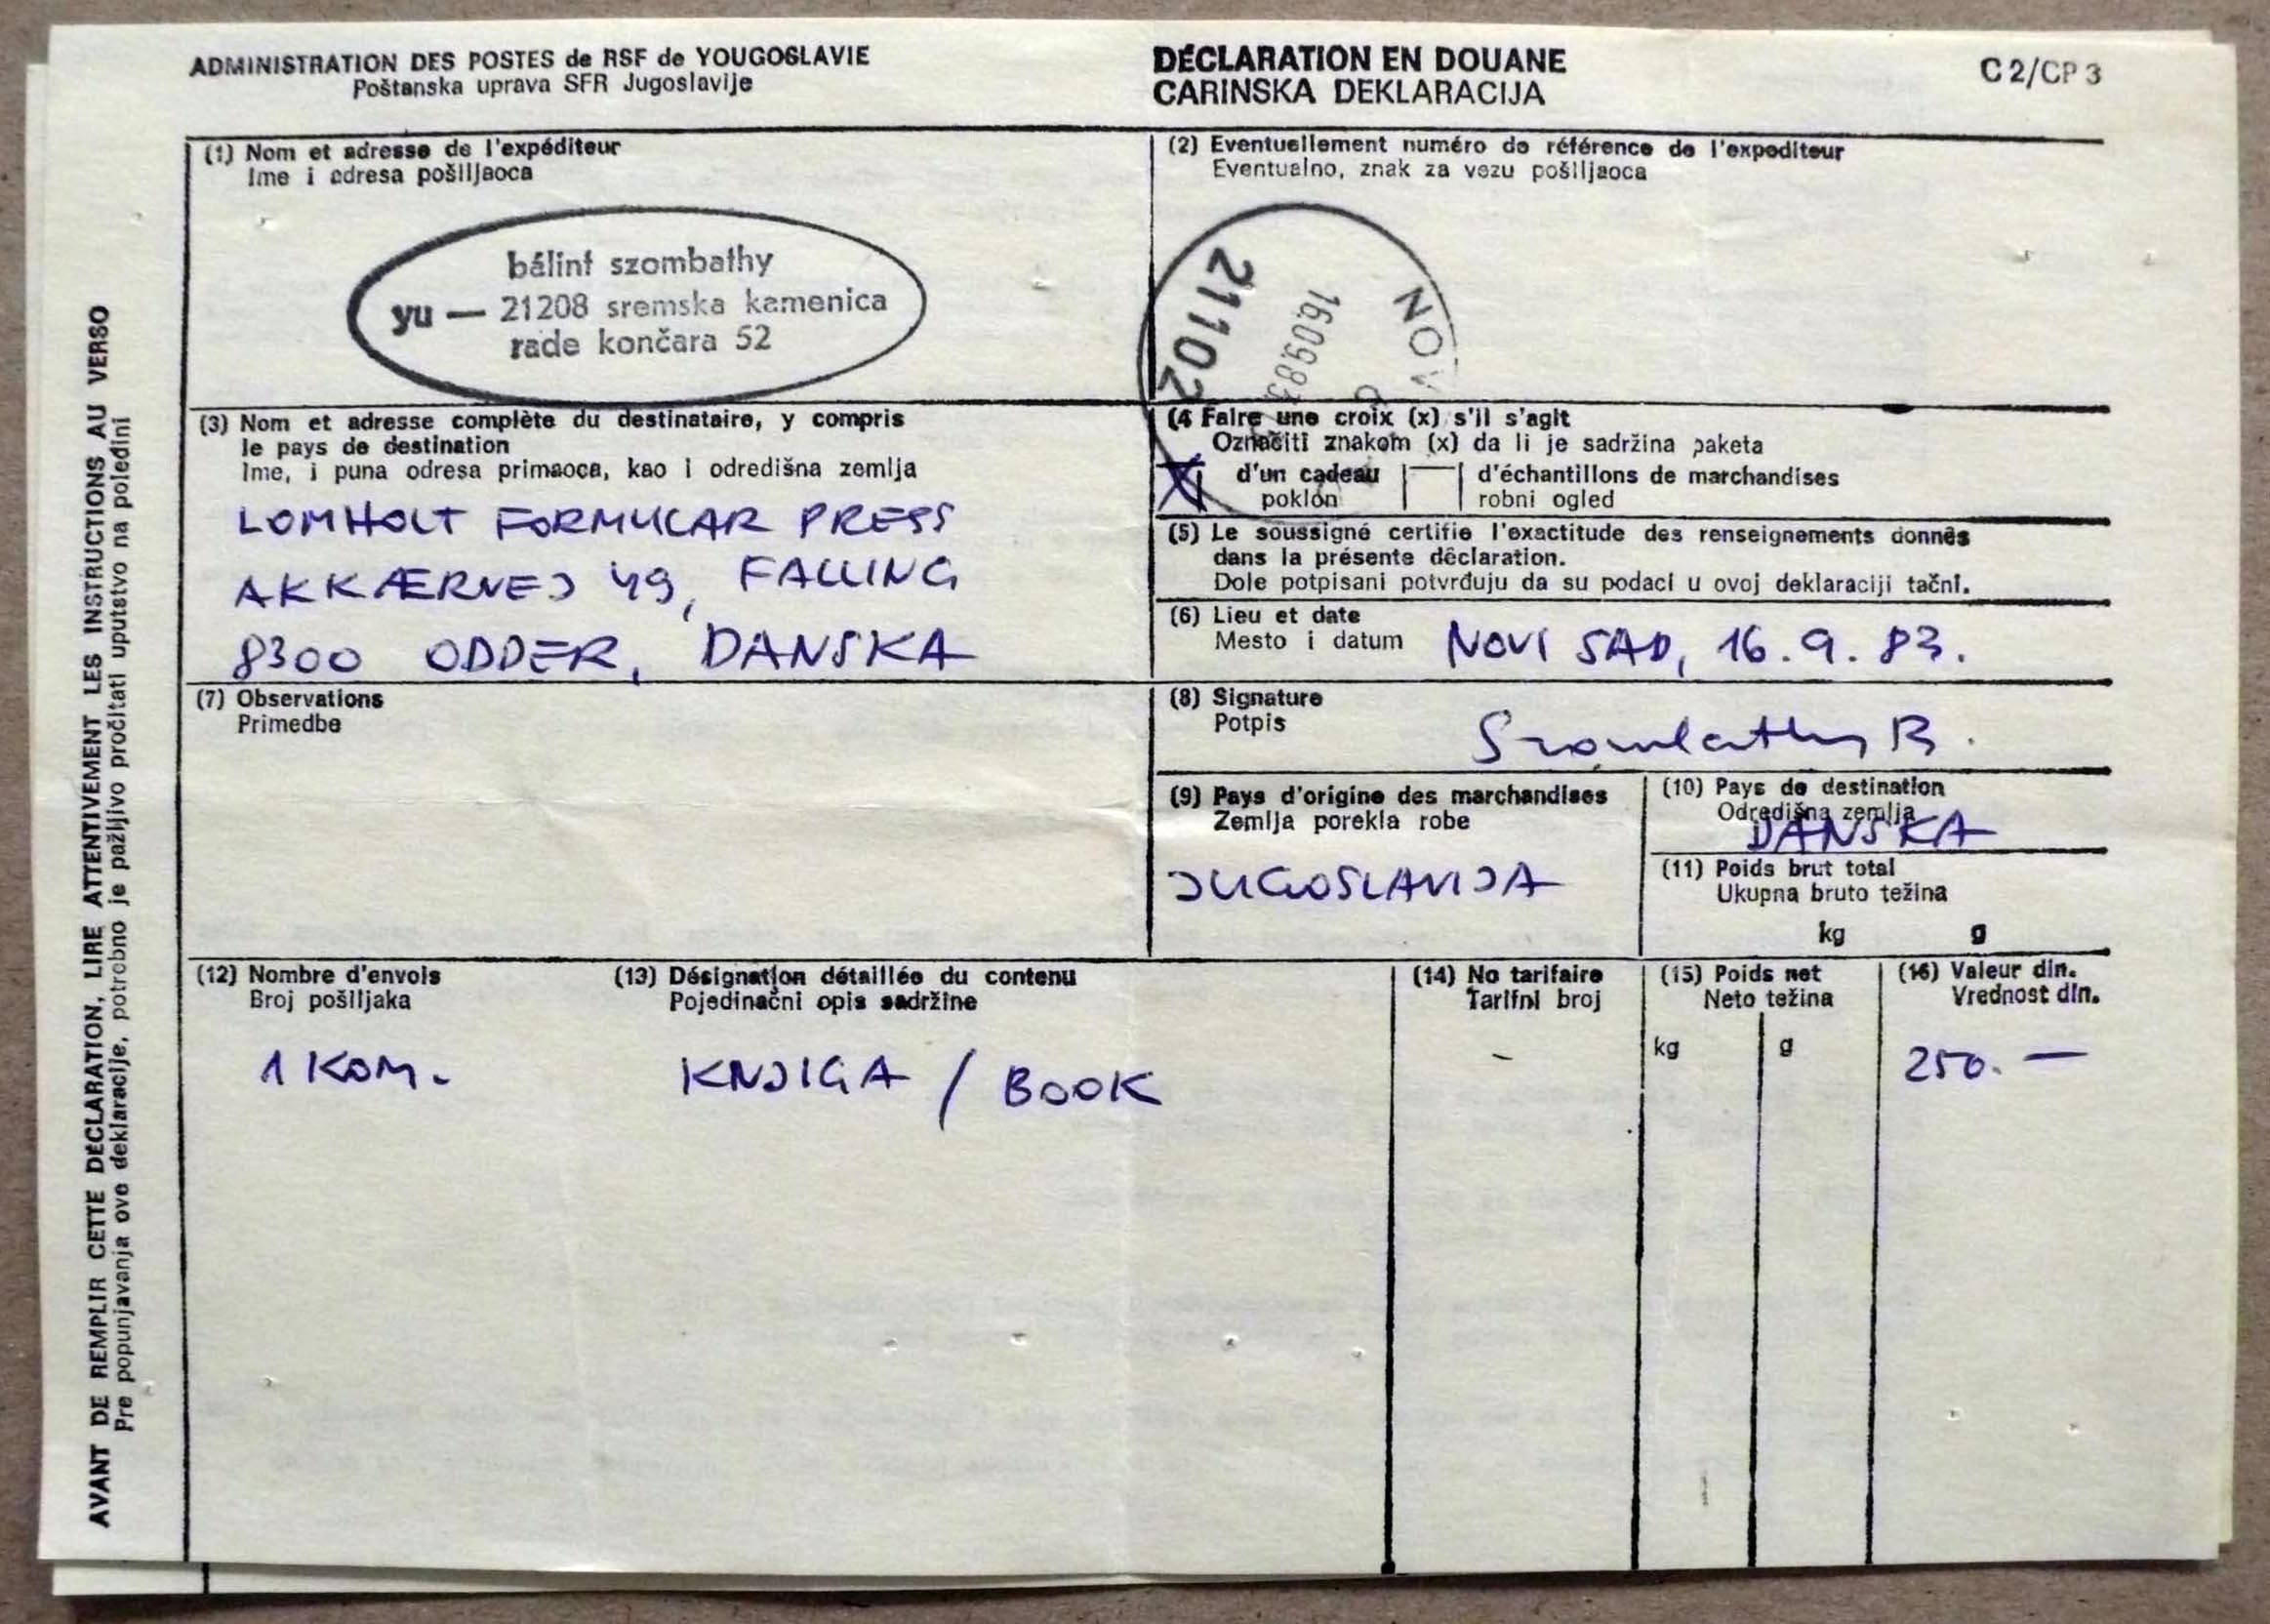 ADMINISTRATION DES POSTES de RSF de YOUGOSLAVIE
Poštanska uprava SFR Jugoslavije
DÉCLARATION EN DOUANE
CARINSKA DEKLARACIJA
C 2/CP 3
(1) Nom et adresse de l'expéditeur
Ime i adresa pošiljaoca
bálint szombathy
yu — 21208 sremska kamenica
rade končara 52
(2) Eventuellement numéro de référence de l'expediteur
Eventualno, znak za vezu pošiljaoca
21102
16.09.83
NOV
(3) Nom et adresse complète du destinataire, y compris
le pays de destination
Ime, i puna odresa primaoca, kao i odredišna zemlja
LOMHOLT FORMULAR PRESS
AKKÆRVEJ 49, FALLING
8300 ODDER, DANSKA
(4 Faire une croix (x) s'il s'agit
Označiti znakom (x) da li je sadržina paketa
X d'un cadeau
poklon
d'échantillons de marchandises
robni ogled
(5) Le soussigné certifie l'exactitude des renseignements donnês
dans la présente dêclaration.
Dole potpisani potvrđuju da su podaci u ovoj deklaraciji tačni.
(6) Lieu et date
Mesto i datum
NOVI SAD, 16.9.83.
(7) Observations
Primedbe
(8) Signature
Potpis
Szombathy B.
(9) Pays d'origine des marchandises
Zemlja porekla robe
JUGOSLAVIJA
(10) Pays de destination
Odredišna zemlja
DANSKA
(11) Poids brut total
Ukupna bruto težina
kg g
(12) Nombre d'envois
Broj pošiljaka
(13) Désignation détaillée du contenu
Pojedinačni opis sadržine
(14) No tarifaire
Tarifni broj
(15) Poids net
Neto težina
(16) Valeur din.
Vrednost din.
kg g
1 KOM. KNJIGA / BOOK – 250. —
AVANT DE REMPLIR CETTE DÉCLARATION, LIRE ATTENTIVEMENT LES INSTRUCTIONS AU VERSO
Pre popunjavanja ove deklaracije, potrebno je pažljivo pročitati uputstvo na poleđini